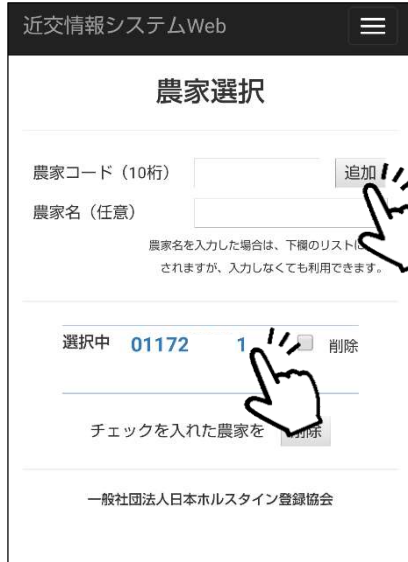 近交情報システムWeb
農家選択
農家コード（10桁） 追加
農家名（任意）
農家名を入力した場合は、下欄のリストに
されますが、入力しなくても利用できます。
選択中 01172 1 削除
チェックを入れた農家を 削除
一般社団法人日本ホルスタイン登録協会